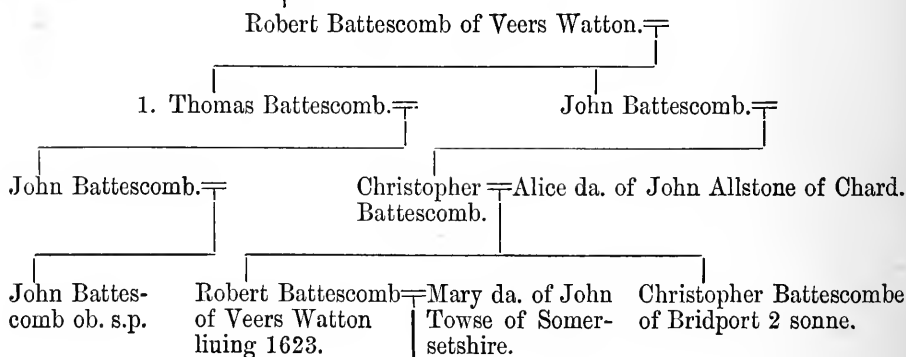 Robert Battescomb of Veers Watton.
1. Thomas Battescomb.
John Battescomb.
John Battescomb.
Christopher
Battescomb.
Alice da. of John Allstone of Chard.
John Battes-
comb ob. s.p.
Robert Battescomb
of Veers Watton
liuing 1623.
Mary da. of John
Towse of Somer-
setshire.
Christopher Battescombe
of Bridport 2 sonne.